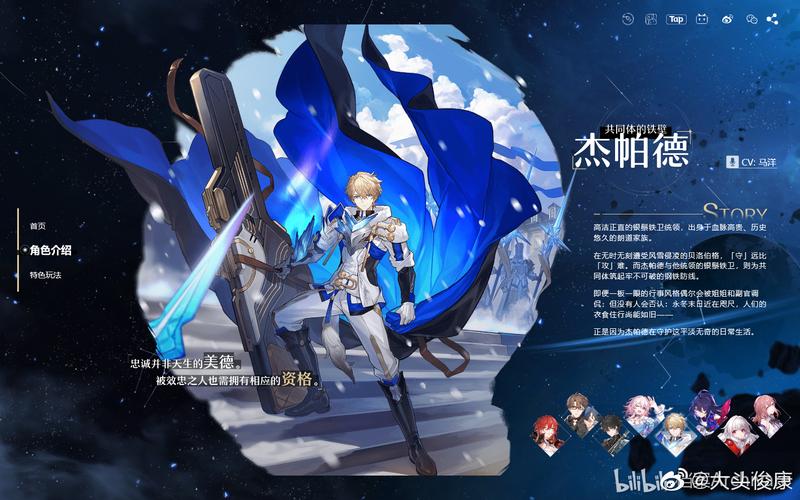 Tap
首页
角色介绍
特色玩法
共同体的铁壁
杰帕德
CV: 马洋
STORY
高洁正直的银鬃铁卫统领，出身于血脉高贵、历史
悠久的朗道家族。
在无时无刻遭受风雪侵凌的贝洛伯格，「守」远比
「攻」难。而杰帕德与他统领的银鬃铁卫，则为共
同体筑起牢不可破的钢铁防线。
即便一板一眼的行事风格偶尔会被姐姐和副官调
侃；但没有人会否认：永冬末日近在咫尺，人们的
衣食住行尚能如旧——
正是因为杰帕德在守护这平淡无奇的日常生活。
忠诚并非天生的美德。
被效忠之人也需拥有相应的资格。
bilibili
@大头俊康